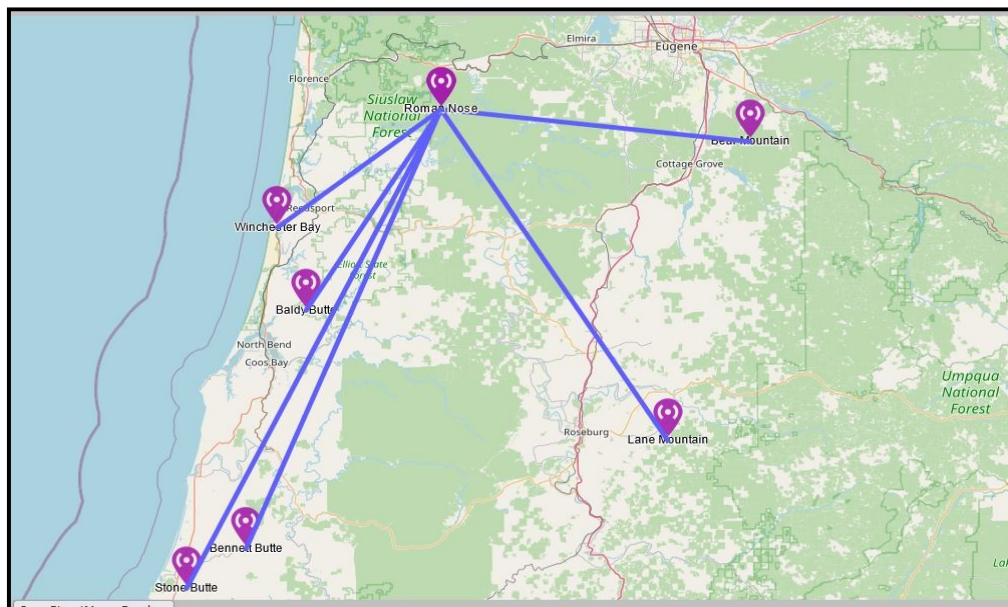 Elmira
Eugene
Florence
Siuslaw
National
Forest
Roman Nose
Bear Mountain
Cottage Grove
Reedsport
Winchester Bay
Elliott State
Forest
Baldy Butte
North Bend
Coos Bay
Umpqua
National
Forest
Roseburg
Lane Mountain
Bennett Butte
Stone Butte